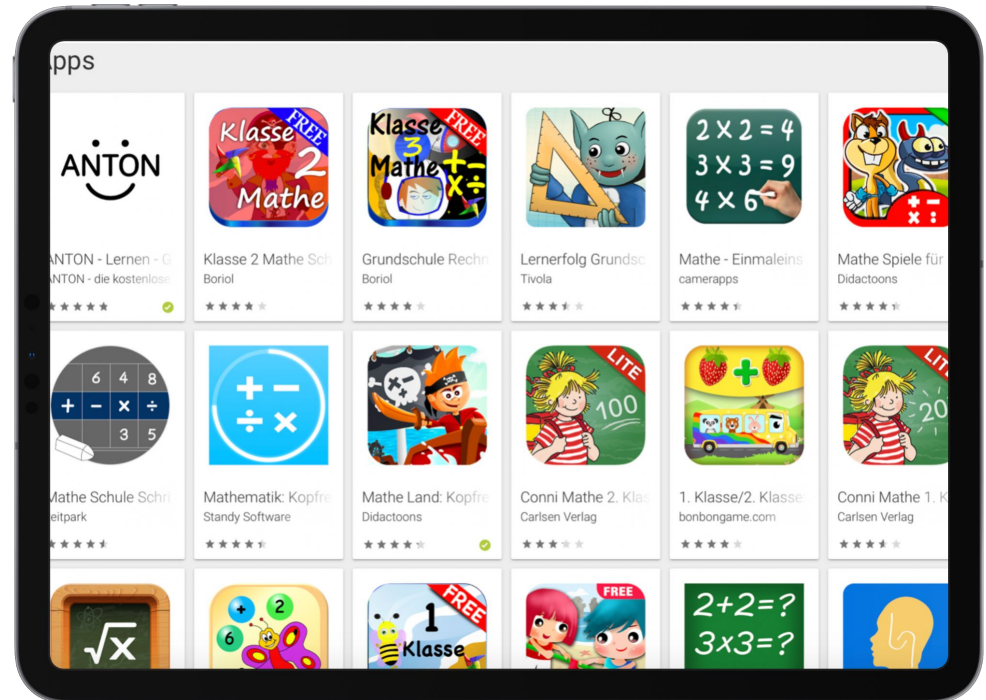 Apps
ANTON
Klasse
FREE
2
Mathe
Klasse
FREE
3
Mathe
+ −
× ÷
2 X 2 = 4
3 X 3 = 9
4 X 6
+ −
× :
ANTON - Lernen - G
ANTON - die kostenlose
Klasse 2 Mathe Sch
Boriol
Grundschule Rechn
Boriol
Lernerfolg Grundsc
Tivola
Mathe - Einmaleins
camerapps
Mathe Spiele für
Didactoons
6 4 8
+ − × ÷
3 5
+ −
÷ ×
LITE
100
+
LIT
20
Mathe Schule Schri
eitpark
Mathematik: Kopfre
Standy Software
Mathe Land: Kopfre
Didactoons
Conni Mathe 2. Klas
Carlsen Verlag
1. Klasse/2. Klasse:
bonbongame.com
Conni Mathe 1. K
Carlsen Verlag
√x
+ 2
6
1
FREE
Klasse
FREE
2+2=?
3x3=?